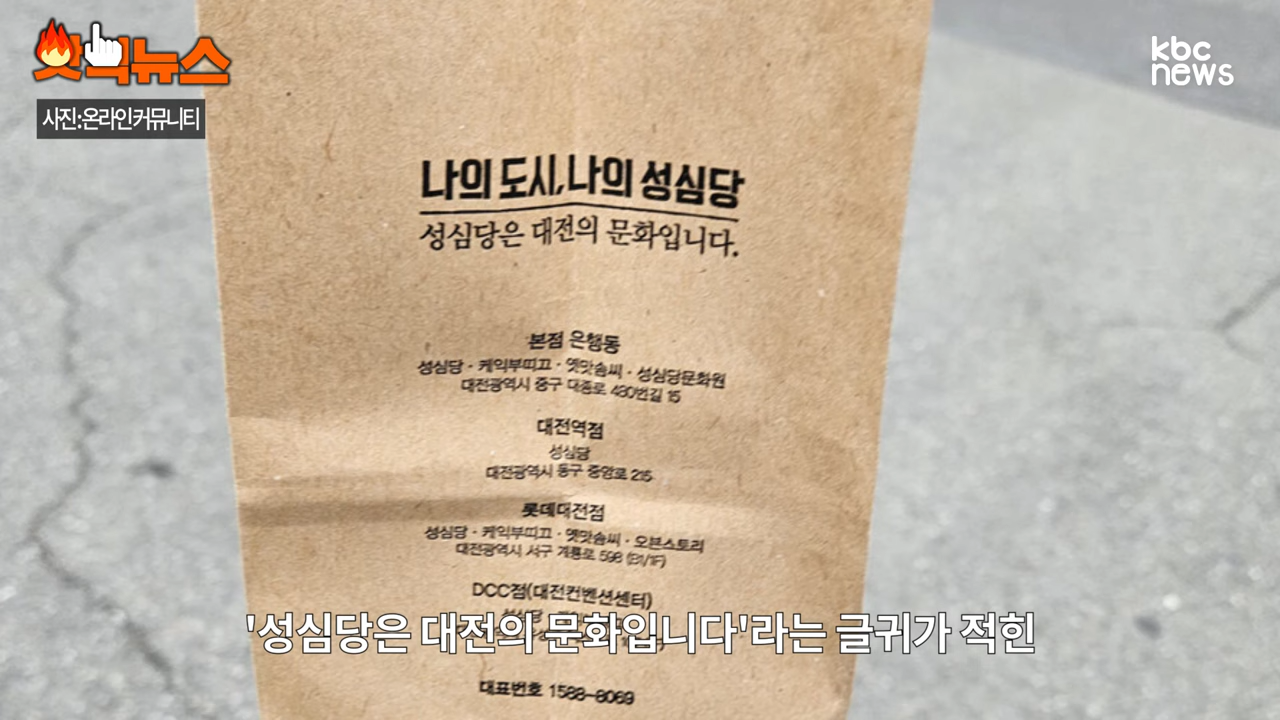 핫픽뉴스
kbc
news
사진:온라인커뮤니티
나의 도시, 나의 성심당
성심당은 대전의 문화입니다.
본점 은행동
성심당 · 케익부띠끄 · 옛맛솜씨 · 성심당문화원
대전광역시 중구 대종로 480번길 15
대전역점
성심당
대전광역시 동구 중앙로 215
롯데대전점
성심당 · 케익부띠끄 · 옛맛솜씨 · 오븐스토리
대전광역시 서구 계룡로 598 (B1/1F)
DCC점(대전컨벤션센터)
성심당
'성심당은 대전의 문화입니다'라는 글귀가 적힌
대표번호 1588-8069